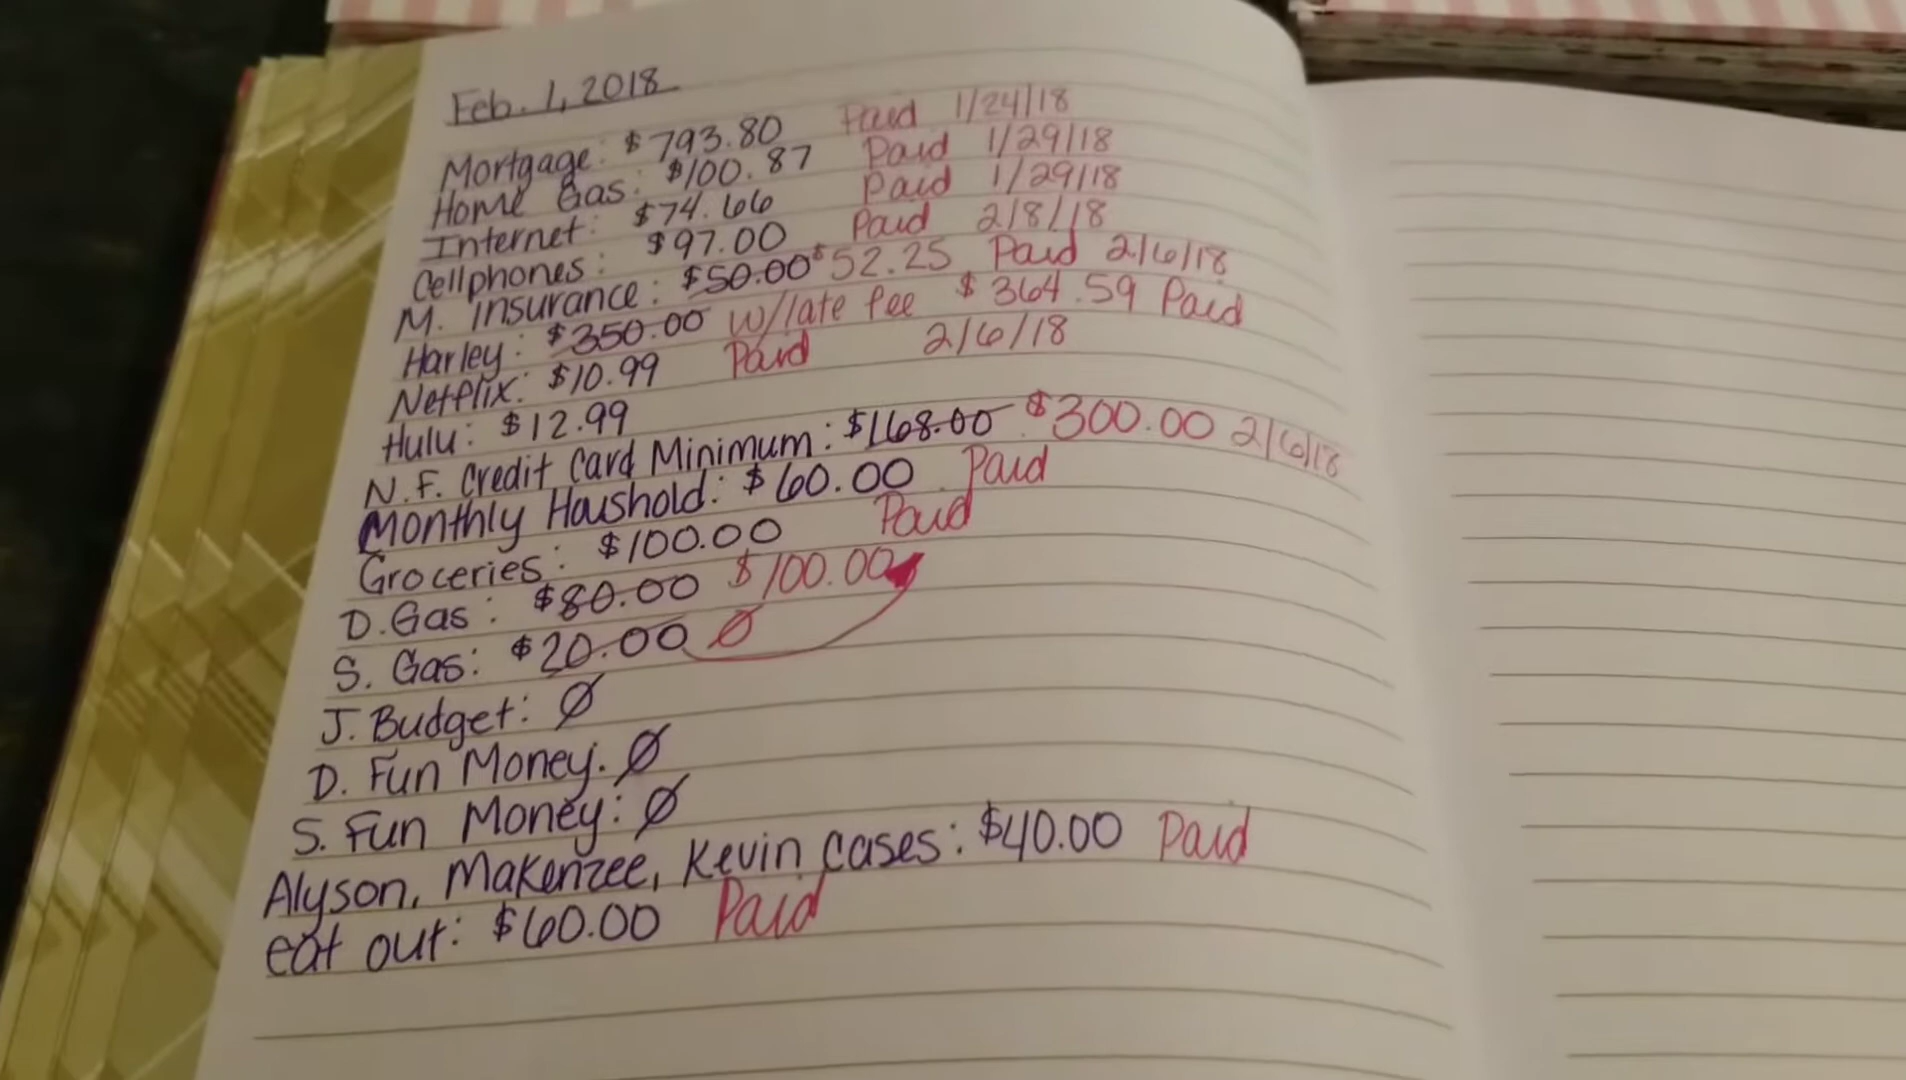 Feb. 1, 2018
Mortgage: $793.80 Paid 1/24/18
Home Gas: $100.87 Paid 1/29/18
Internet: $74.66 Paid 1/29/18
Cellphones: $97.00 Paid 2/8/18
M. Insurance: $50.00 $52.25 Paid 2/6/18
Harley: $350.00 w/late fee $364.59 Paid
Netflix: $10.99 Paid 2/6/18
Hulu: $12.99
N.F. Credit Card Minimum: $168.00 $300.00 2/6/18
Monthly Houshold: $60.00 Paid
Groceries: $100.00 Paid
D. Gas: $80.00 $100.00
S. Gas: $20.00 Ø
J. Budget: Ø
D. Fun Money: Ø
S. Fun Money: Ø
Alyson, Makenzee, Kevin cases: $40.00 Paid
eat out: $60.00 Paid